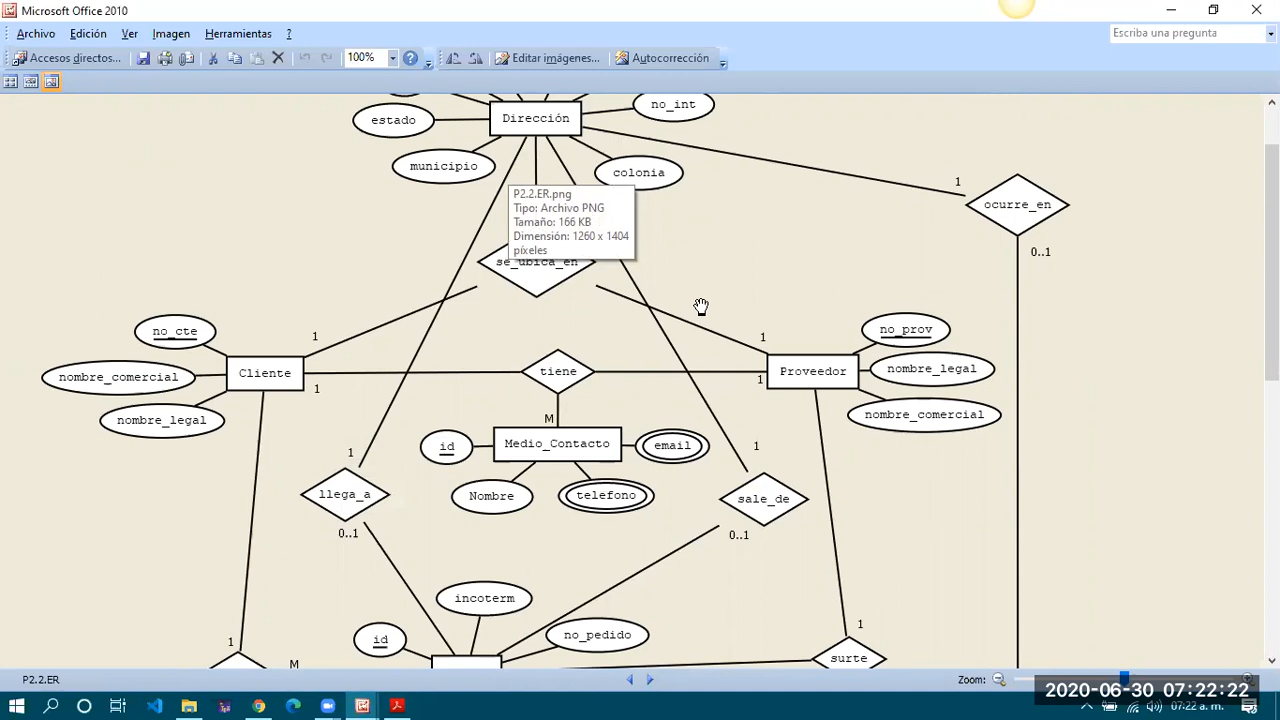 Microsoft Office 2010
Archivo Edición Ver Imagen Herramientas ?
Escriba una pregunta
Accesos directos...
100%
Editar imágenes...
Autocorrección
no_int
Dirección
estado
municipio
colonia
1
ocurre_en
P2.2.ER.png
Tipo: Archivo PNG
Tamaño: 166 KB
Dimensión: 1260 x 1404
píxeles
0..1
se_ubica_en
no_cte
1
1
no_prov
nombre_comercial
Cliente
tiene
Proveedor
nombre_legal
1
1
nombre_legal
M
nombre_comercial
id
Medio_Contacto
email
1
1
llega_a
Nombre
telefono
sale_de
0..1
0..1
incoterm
id
no_pedido
1
1
M
surte
P2.2.ER
Zoom:
2020-06-30 07:22:22
07:22 a. m.